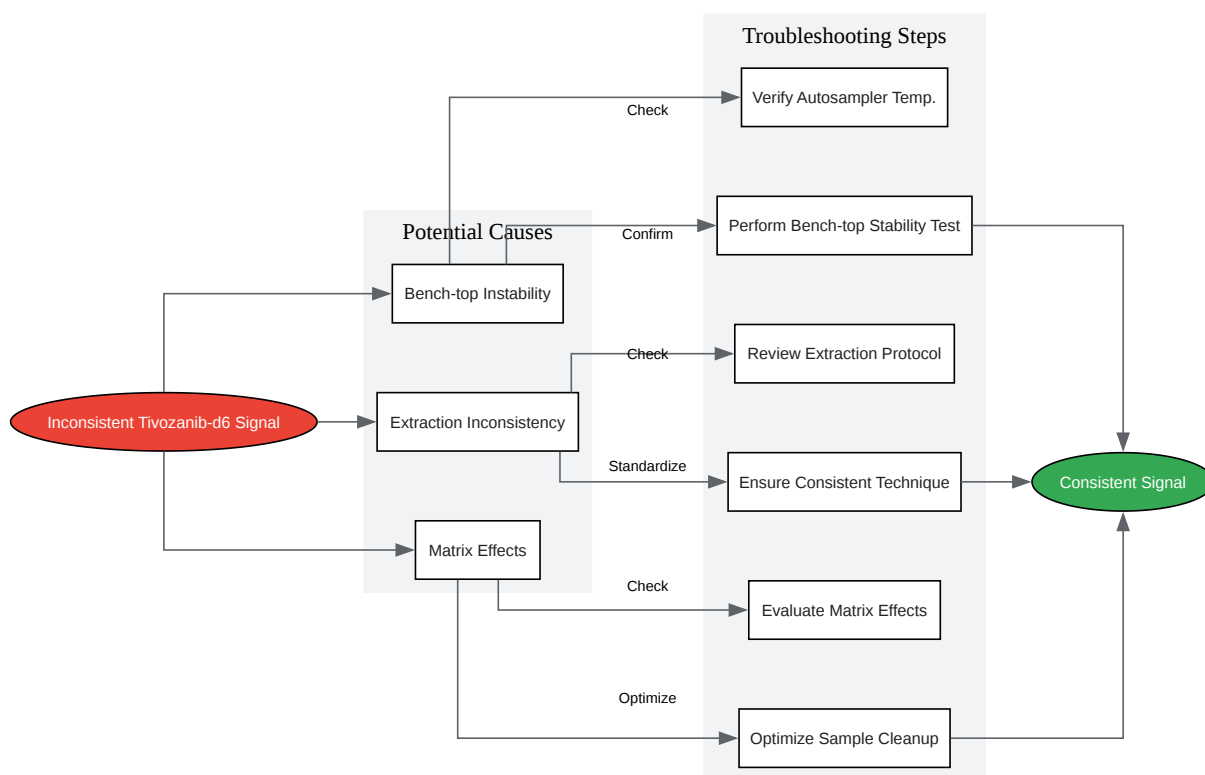 Troubleshooting Steps
Verify Autosampler Temp.
Check
Potential Causes
Confirm
Perform Bench-top Stability Test
Bench-top Instability
Check
Review Extraction Protocol
Inconsistent Tivozanib-d6 Signal
Extraction Inconsistency
Standardize
Ensure Consistent Technique
Consistent Signal
Matrix Effects
Check
Evaluate Matrix Effects
Optimize
Optimize Sample Cleanup